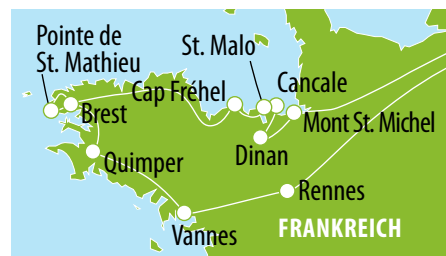 Pointe de
St. Mathieu
St. Malo
Cancale
Cap Fréhel
Brest
Mont St. Michel
Dinan
Quimper
Rennes
Vannes
FRANKREICH